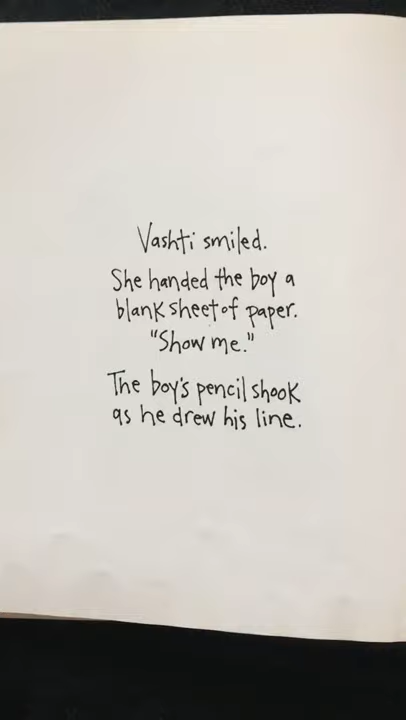 Vashti smiled.
She handed the boy a
blank sheet of paper.
"Show me."
The boy's pencil shook
as he drew his line.